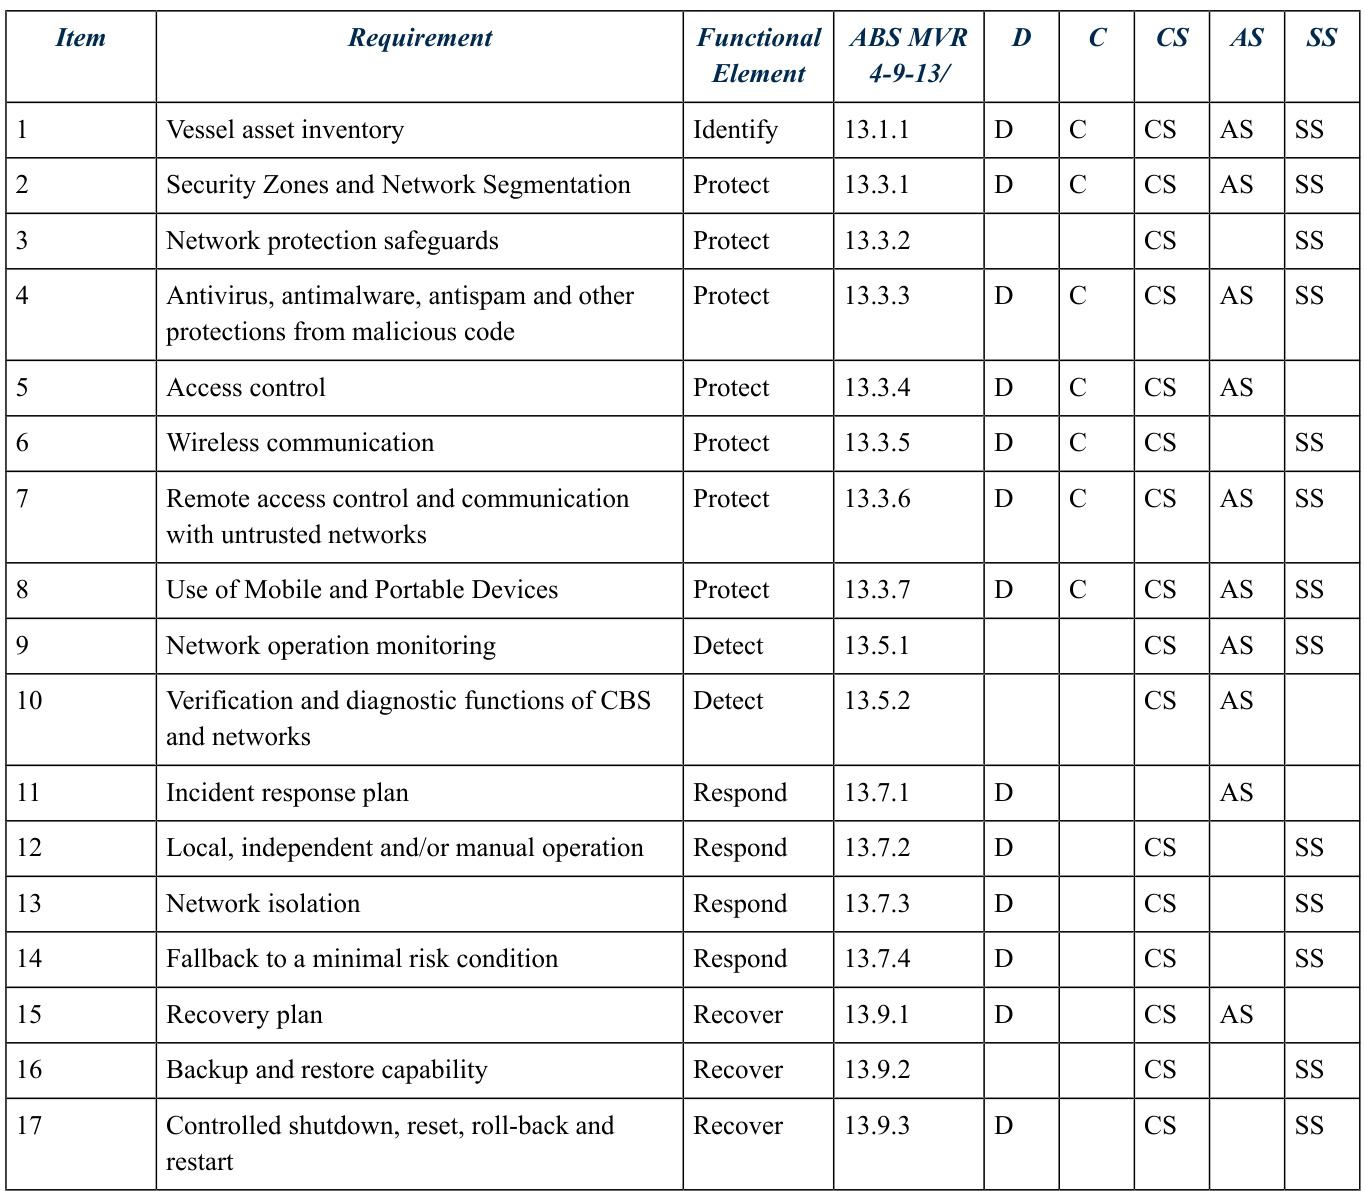 Item Requirement Functional Element ABS MVR 4-9-13/ D C CS AS SS
1 Vessel asset inventory Identify 13.1.1 D C CS AS SS
2 Security Zones and Network Segmentation Protect 13.3.1 D C CS AS SS
3 Network protection safeguards Protect 13.3.2 CS SS
4 Antivirus, antimalware, antispam and other Protect 13.3.3 D C CS AS SS
protections from malicious code
5 Access control Protect 13.3.4 D C CS AS
6 Wireless communication Protect 13.3.5 D C CS SS
7 Remote access control and communication Protect 13.3.6 D C CS AS SS
with untrusted networks
8 Use of Mobile and Portable Devices Protect 13.3.7 D C CS AS SS
9 Network operation monitoring Detect 13.5.1 CS AS SS
10 Verification and diagnostic functions of CBS Detect 13.5.2 CS AS
and networks
11 Incident response plan Respond 13.7.1 D AS
12 Local, independent and/or manual operation Respond 13.7.2 D CS SS
13 Network isolation Respond 13.7.3 D CS SS
14 Fallback to a minimal risk condition Respond 13.7.4 D CS SS
15 Recovery plan Recover 13.9.1 D CS AS
16 Backup and restore capability Recover 13.9.2 CS SS
17 Controlled shutdown, reset, roll-back and Recover 13.9.3 D CS SS
restart